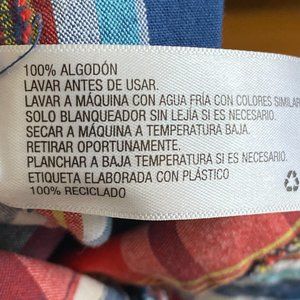 100% ALGODÓN
LAVAR ANTES DE USAR.
LAVAR A MÁQUINA CON AGUA FRÍA CON COLORES SIMILAR
SOLO BLANQUEADOR SIN LEJÍA SI ES NECESARIO.
SECAR A MÁQUINA A TEMPERATURA BAJA.
RETIRAR OPORTUNAMENTE.
PLANCHAR A BAJA TEMPERATURA SI ES NECESARIO.
ETIQUETA ELABORADA CON PLÁSTICO
100% RECICLADO